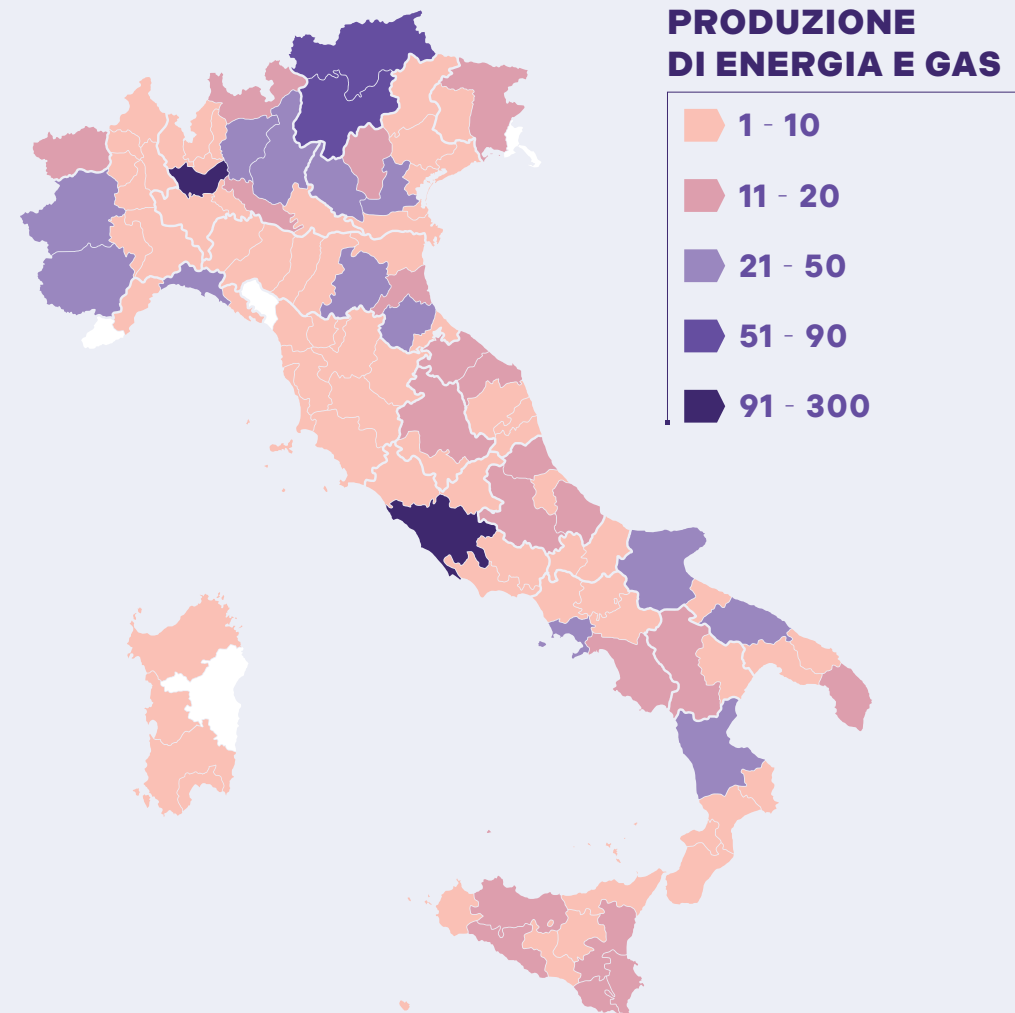 PRODUZIONE
DI ENERGIA E GAS
1 - 10
11 - 20
21 - 50
51 - 90
91 - 300